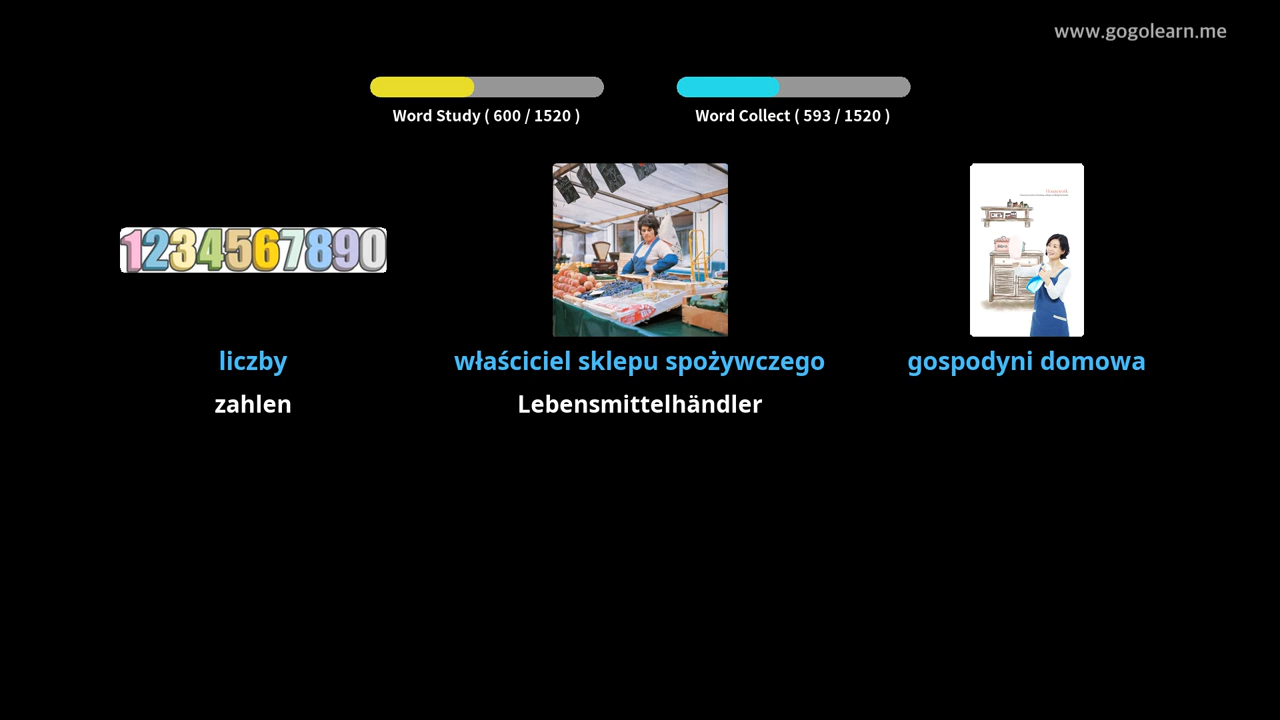 www.gogolearn.me
Word Study ( 600 / 1520 )
Word Collect ( 593 / 1520 )
1234567890
liczby
właściciel sklepu spożywczego
gospodyni domowa
zahlen
Lebensmittelhändler